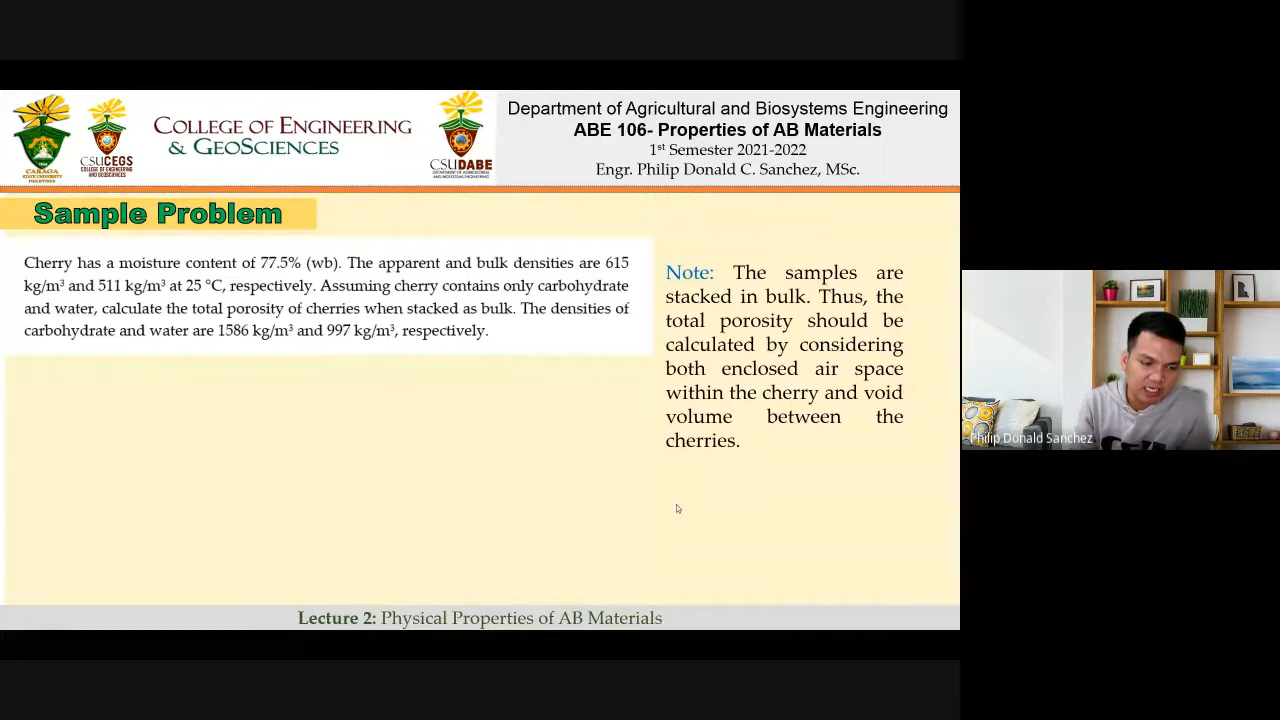 CARAGA
STATE UNIVERSITY
CSUCEGS
COLLEGE OF ENGINEERING
AND GEOSCIENCES
COLLEGE OF ENGINEERING
& GEOSCIENCES
CSUDABE
Department of Agricultural and Biosystems Engineering
ABE 106- Properties of AB Materials
1st Semester 2021-2022
Engr. Philip Donald C. Sanchez, MSc.
Sample Problem
Cherry has a moisture content of 77.5% (wb). The apparent and bulk densities are 615
kg/m³ and 511 kg/m³ at 25 °C, respectively. Assuming cherry contains only carbohydrate
and water, calculate the total porosity of cherries when stacked as bulk. The densities of
carbohydrate and water are 1586 kg/m³ and 997 kg/m³, respectively.
Note: The samples are
stacked in bulk. Thus, the
total porosity should be
calculated by considering
both enclosed air space
within the cherry and void
volume between the
cherries.
Philip Donald Sanchez
Lecture 2: Physical Properties of AB Materials